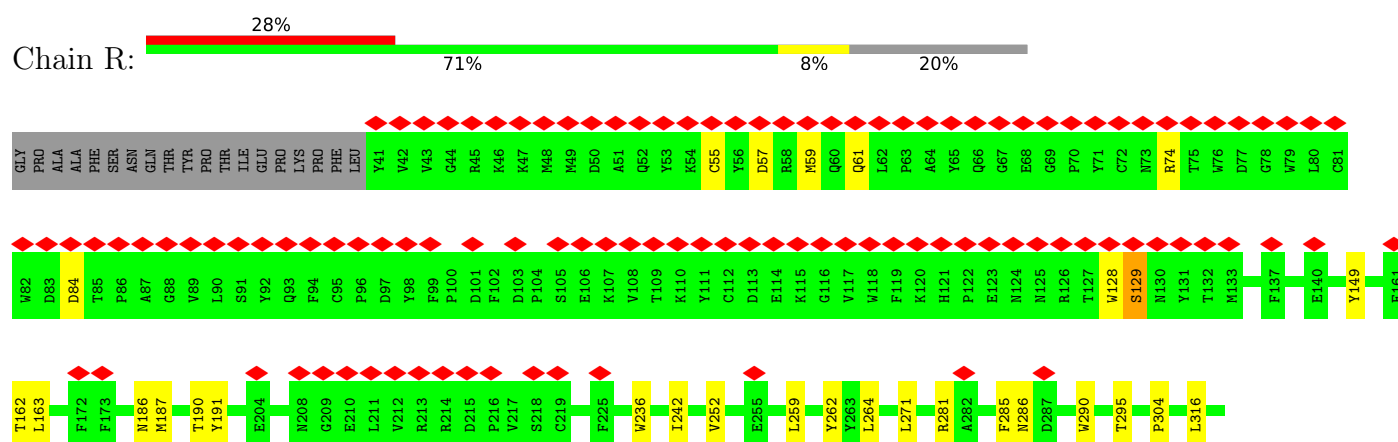 28%
Chain R:
71% 8% 20%
GLY PRO ALA ALA PHE SER ASN GLN THR TYR PRO THR ILE GLU PRO LYS PRO PHE LEU Y41 V42 V43 G44 R45 K46 K47 M48 M49 D50 A51 Q52 Y53 K54 C55 Y56 D57 R58 M59 Q60 Q61 L62 P63 A64 Y65 Q66 G67 E68 G69 P70 Y71 C72 N73 R74 T75 W76 D77 G78 W79 L80 C81
W82 D83 D84 T85 P86 A87 G88 V89 L90 S91 Y92 Q93 F94 C95 P96 D97 Y98 F99 P100 D101 F102 D103 P104 S105 E106 K107 V108 T109 K110 Y111 C112 D113 E114 K115 G116 V117 W118 F119 K120 H121 P122 E123 N124 N125 R126 T127 W128 S129 N130 Y131 T132 M133 F137 E140 Y149
T162 L163 F172 F173 N186 M187 T190 Y191 E204 N208 G209 E210 L211 V212 R213 R214 D215 P216 V217 S218 C219 F225 W236 I242 V252 E255 L259 Y262 Y263 L264 L271 R281 A282 F285 N286 D287 W290 T295 P304 L316